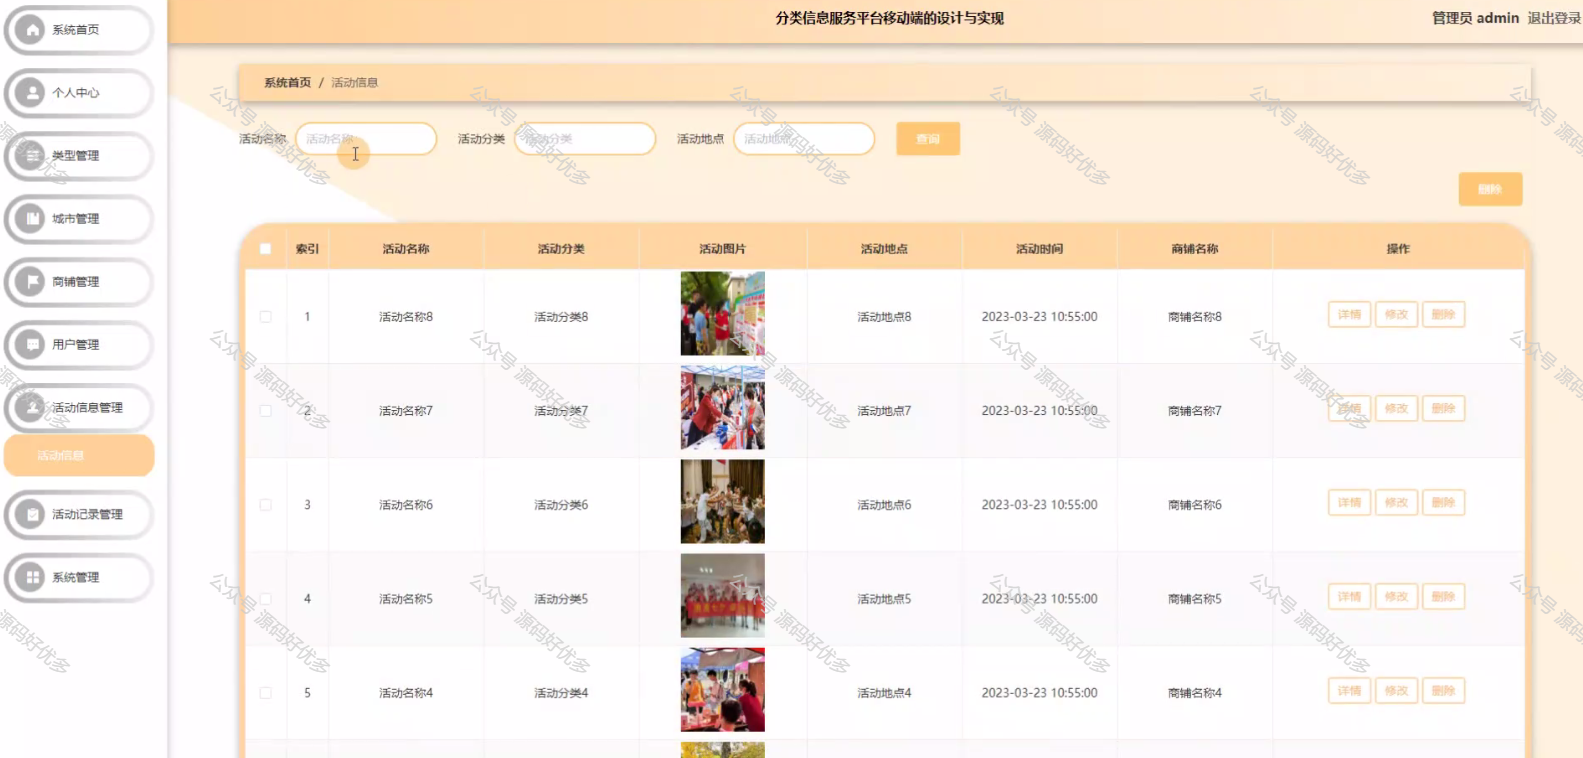 分类信息服务平台移动端的设计与实现
管理员 admin 退出登录
系统首页
个人中心
类型管理
城市管理
商铺管理
用户管理
活动信息管理
活动信息
活动记录管理
系统管理
系统首页 / 活动信息
活动名称 活动名称 活动分类 活动分类 活动地点 活动地点 查询
删除
索引 活动名称 活动分类 活动图片 活动地点 活动时间 商铺名称 操作
1 活动名称8 活动分类8 活动地点8 2023-03-23 10:55:00 商铺名称8 详情 修改 删除
2 活动名称7 活动分类7 活动地点7 2023-03-23 10:55:00 商铺名称7 详情 修改 删除
3 活动名称6 活动分类6 活动地点6 2023-03-23 10:55:00 商铺名称6 详情 修改 删除
4 活动名称5 活动分类5 活动地点5 2023-03-23 10:55:00 商铺名称5 详情 修改 删除
5 活动名称4 活动分类4 活动地点4 2023-03-23 10:55:00 商铺名称4 详情 修改 删除
公众号 源码好优多